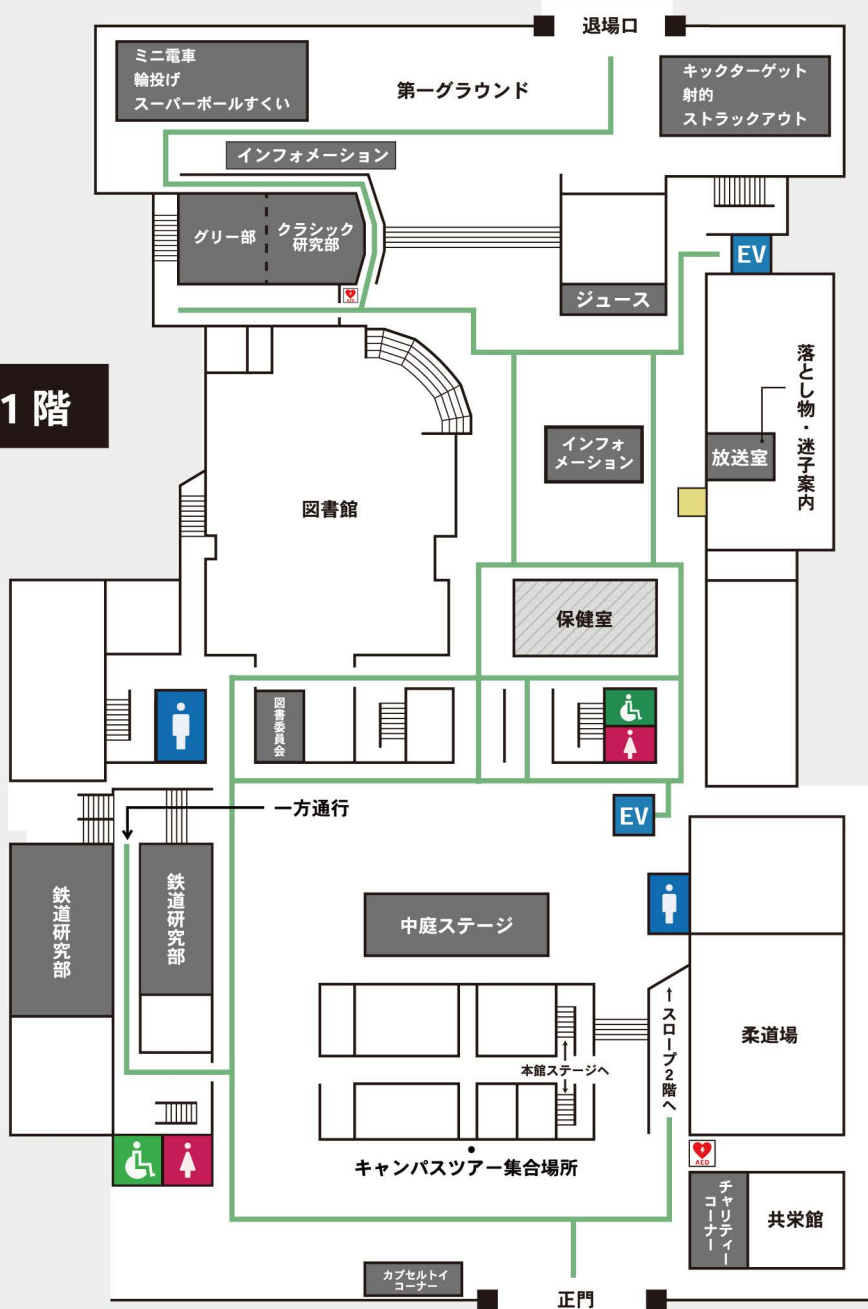 退場口
ミニ電車
輪投げ
スーパーボールすくい
第一グラウンド
キックターゲット
射的
ストラックアウト
インフォメーション
グリー部
クラシック
研究部
EV
AED
ジュース
1階
落とし物・迷子案内
インフォ
メーション
放送室
図書館
保健室
図書委員会
一方通行
EV
鉄道研究部
鉄道研究部
中庭ステージ
←スロープ2階へ
柔道場
本館ステージへ
キャンパスツアー集合場所
AED
チャリティー
コーナー
共栄館
カプセルトイ
コーナー
正門